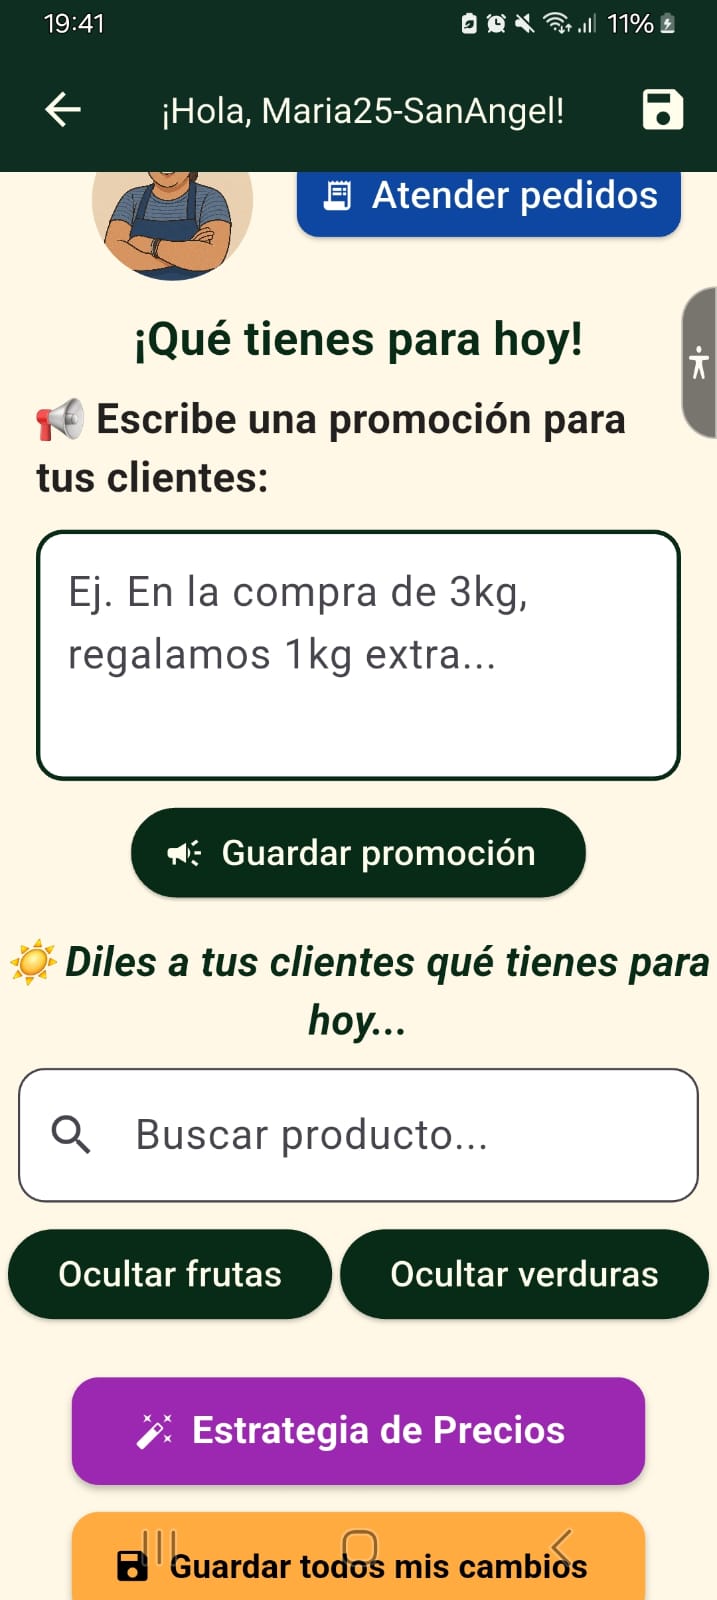 19:41
11%
¡Hola, Maria25-SanAngel!
Atender pedidos
¡Qué tienes para hoy!
Escribe una promoción para
tus clientes:
Ej. En la compra de 3kg,
regalamos 1kg extra...
Guardar promoción
Diles a tus clientes qué tienes para
hoy...
Buscar producto...
Ocultar frutas
Ocultar verduras
Estrategia de Precios
Guardar todos mis cambios